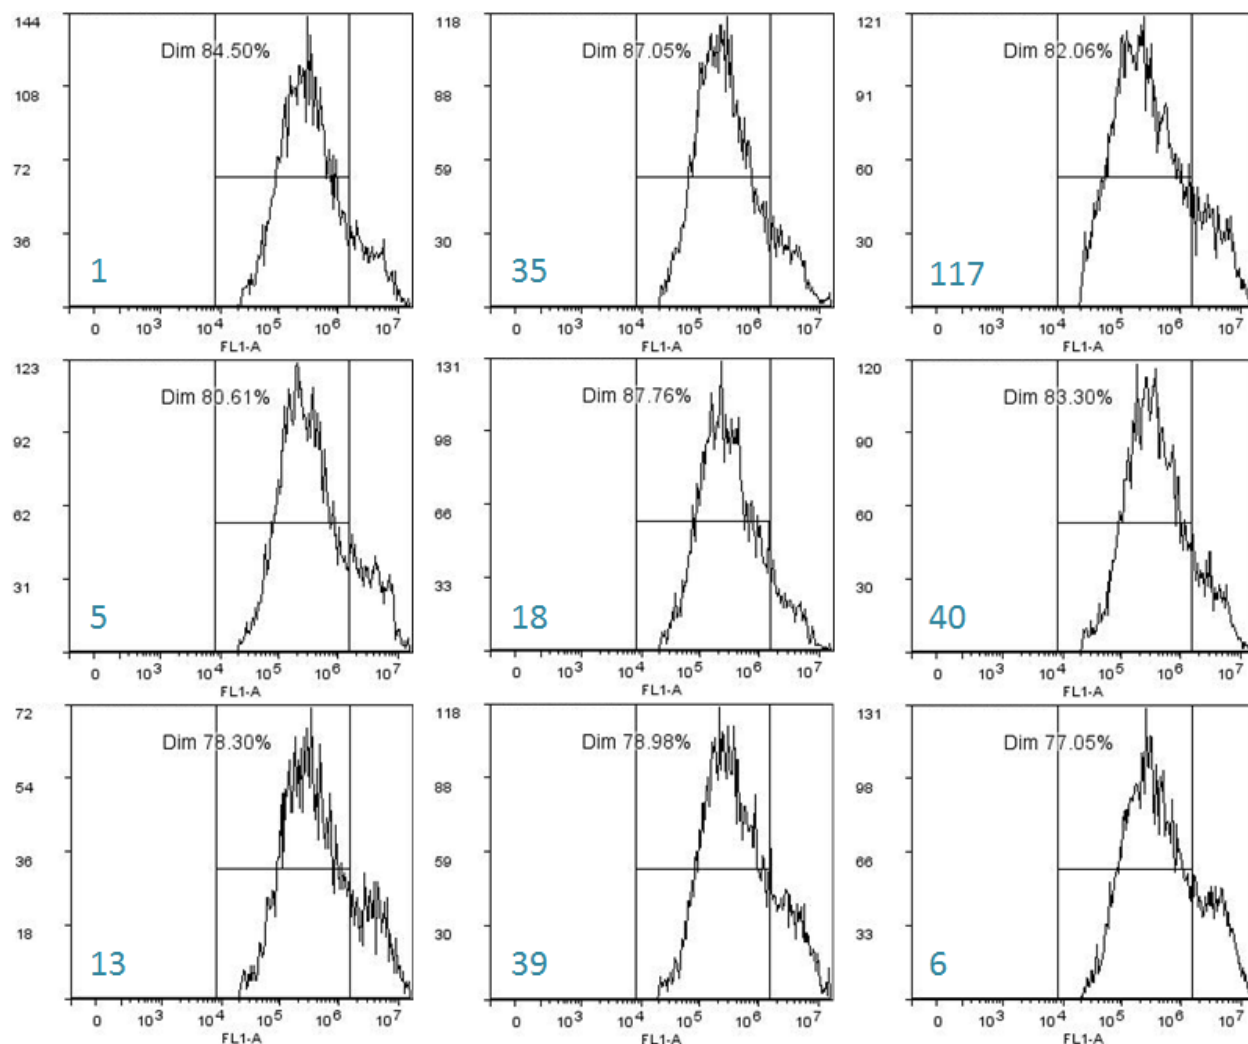 144
108
72
36
Dim 84.50%
1
0 10³ 10⁴ 10⁵ 10⁶ 10⁷
FL1-A
118
88
59
30
Dim 87.05%
35
0 10³ 10⁴ 10⁵ 10⁶ 10⁷
FL1-A
121
91
60
30
Dim 82.06%
117
0 10³ 10⁴ 10⁵ 10⁶ 10⁷
FL1-A
123
92
62
31
Dim 80.61%
5
0 10³ 10⁴ 10⁵ 10⁶ 10⁷
FL1-A
131
98
66
33
Dim 87.76%
18
0 10³ 10⁴ 10⁵ 10⁶ 10⁷
FL1-A
120
90
60
30
Dim 83.30%
40
0 10³ 10⁴ 10⁵ 10⁶ 10⁷
FL1-A
72
54
36
18
Dim 78.30%
13
0 10³ 10⁴ 10⁵ 10⁶ 10⁷
FL1-A
118
88
59
30
Dim 78.98%
39
0 10³ 10⁴ 10⁵ 10⁶ 10⁷
FL1-A
131
98
66
33
Dim 77.05%
6
0 10³ 10⁴ 10⁵ 10⁶ 10⁷
FL1-A